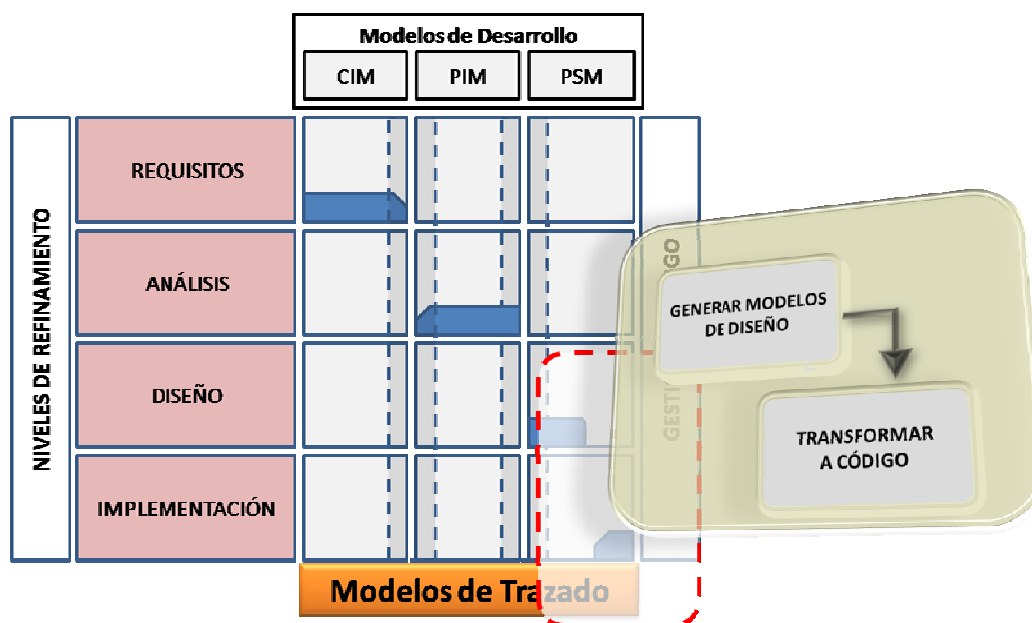 Modelos de Desarrollo
CIM PIM PSM
NIVELES DE REFINAMIENTO
REQUISITOS
ANÁLISIS
DISEÑO
IMPLEMENTACIÓN
GENERAR MODELOS
DE DISEÑO
TRANSFORMAR
A CÓDIGO
Modelos de Trazado